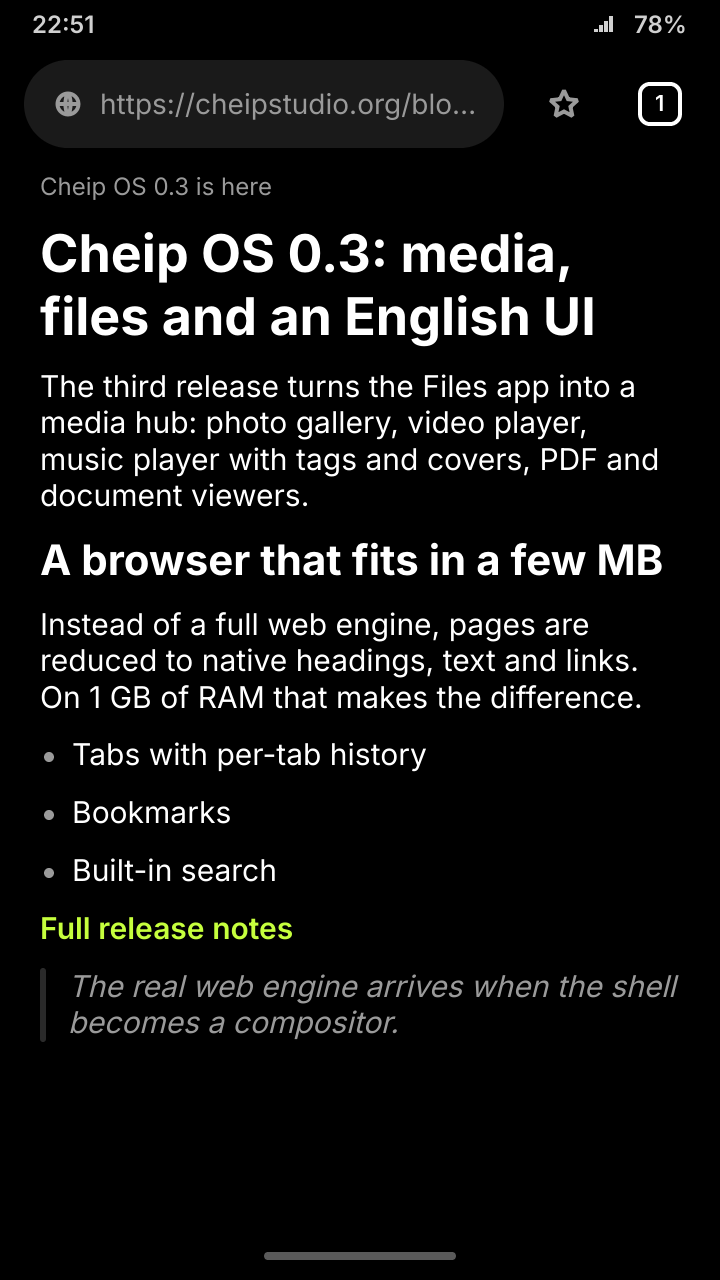 22:51
78%
https://cheipstudio.org/blo...
1
Cheip OS 0.3 is here
Cheip OS 0.3: media,
files and an English UI
The third release turns the Files app into a
media hub: photo gallery, video player,
music player with tags and covers, PDF and
document viewers.
A browser that fits in a few MB
Instead of a full web engine, pages are
reduced to native headings, text and links.
On 1 GB of RAM that makes the difference.
• Tabs with per-tab history
• Bookmarks
• Built-in search
Full release notes
The real web engine arrives when the shell
becomes a compositor.